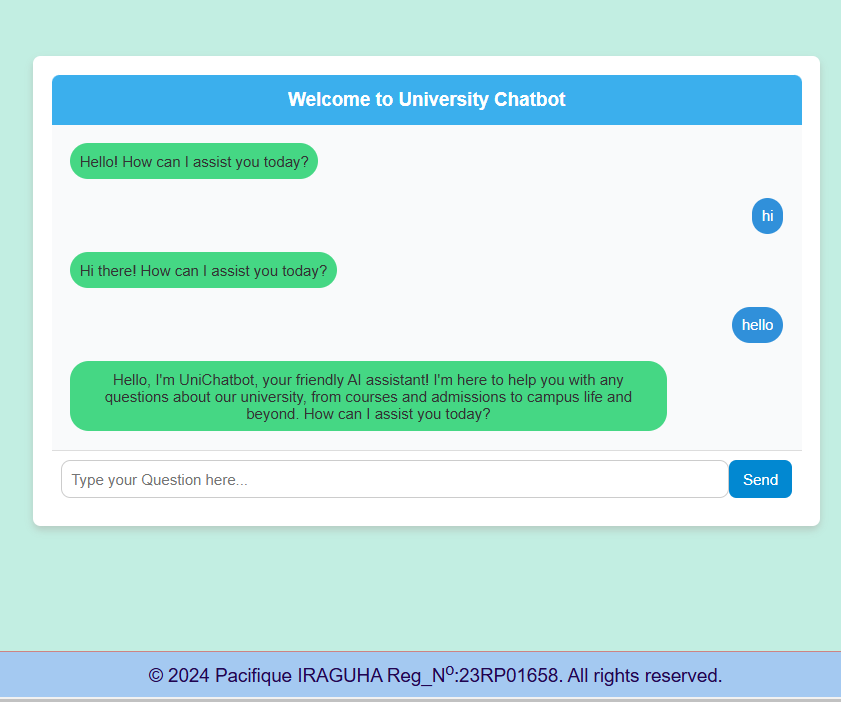 Welcome to University Chatbot
Hello! How can I assist you today?
hi
Hi there! How can I assist you today?
hello
Hello, I'm UniChatbot, your friendly AI assistant! I'm here to help you with any
questions about our university, from courses and admissions to campus life and
beyond. How can I assist you today?
Type your Question here...
Send
© 2024 Pacifique IRAGUHA Reg_Nº:23RP01658. All rights reserved.